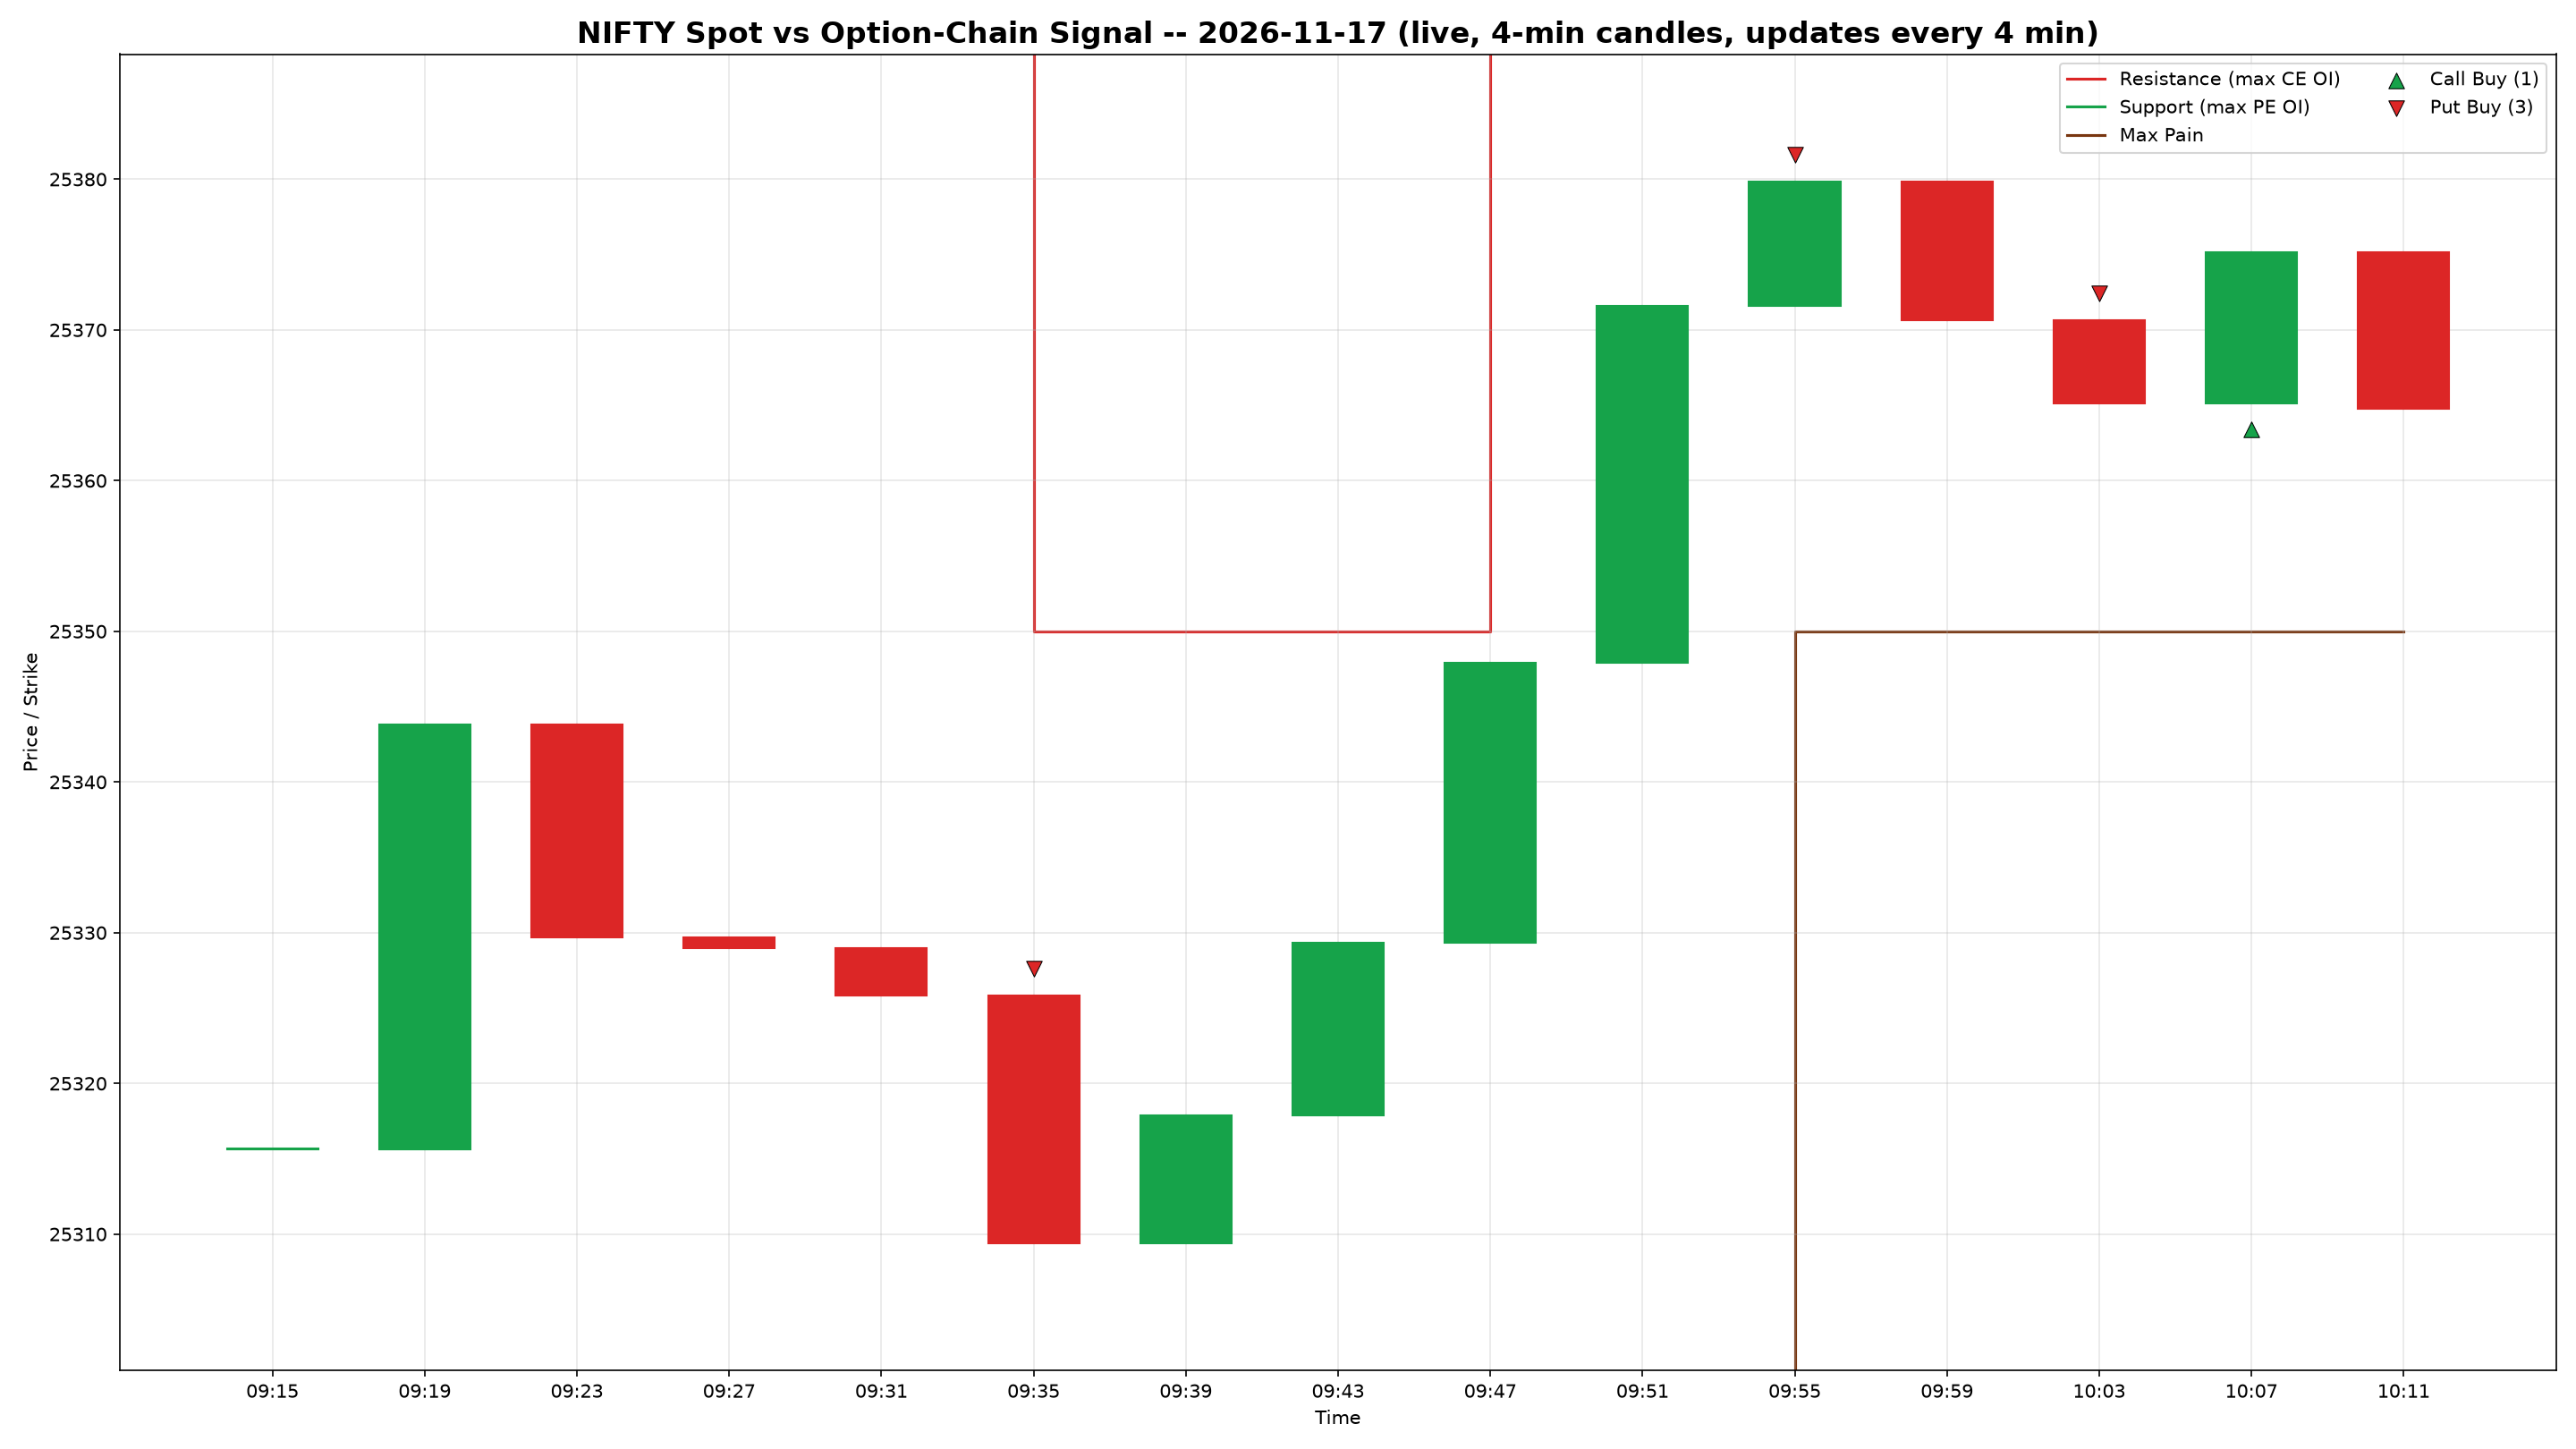 NIFTY Spot vs Option-Chain Signal -- 2026-11-17 (live, 4-min candles, updates every 4 min)
Resistance (max CE OI)
Support (max PE OI)
Max Pain
Call Buy (1)
Put Buy (3)
Price / Strike
25380
25370
25360
25350
25340
25330
25320
25310
09:15 09:19 09:23 09:27 09:31 09:35 09:39 09:43 09:47 09:51 09:55 09:59 10:03 10:07 10:11
Time